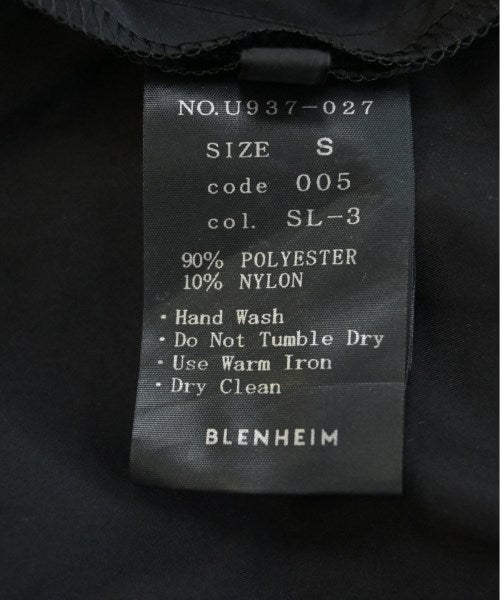 NO.U937-027
SIZE S
code 005
col. SL-3
90% POLYESTER
10% NYLON
・Hand Wash
・Do Not Tumble Dry
・Use Warm Iron
・Dry Clean
BLENHEIM